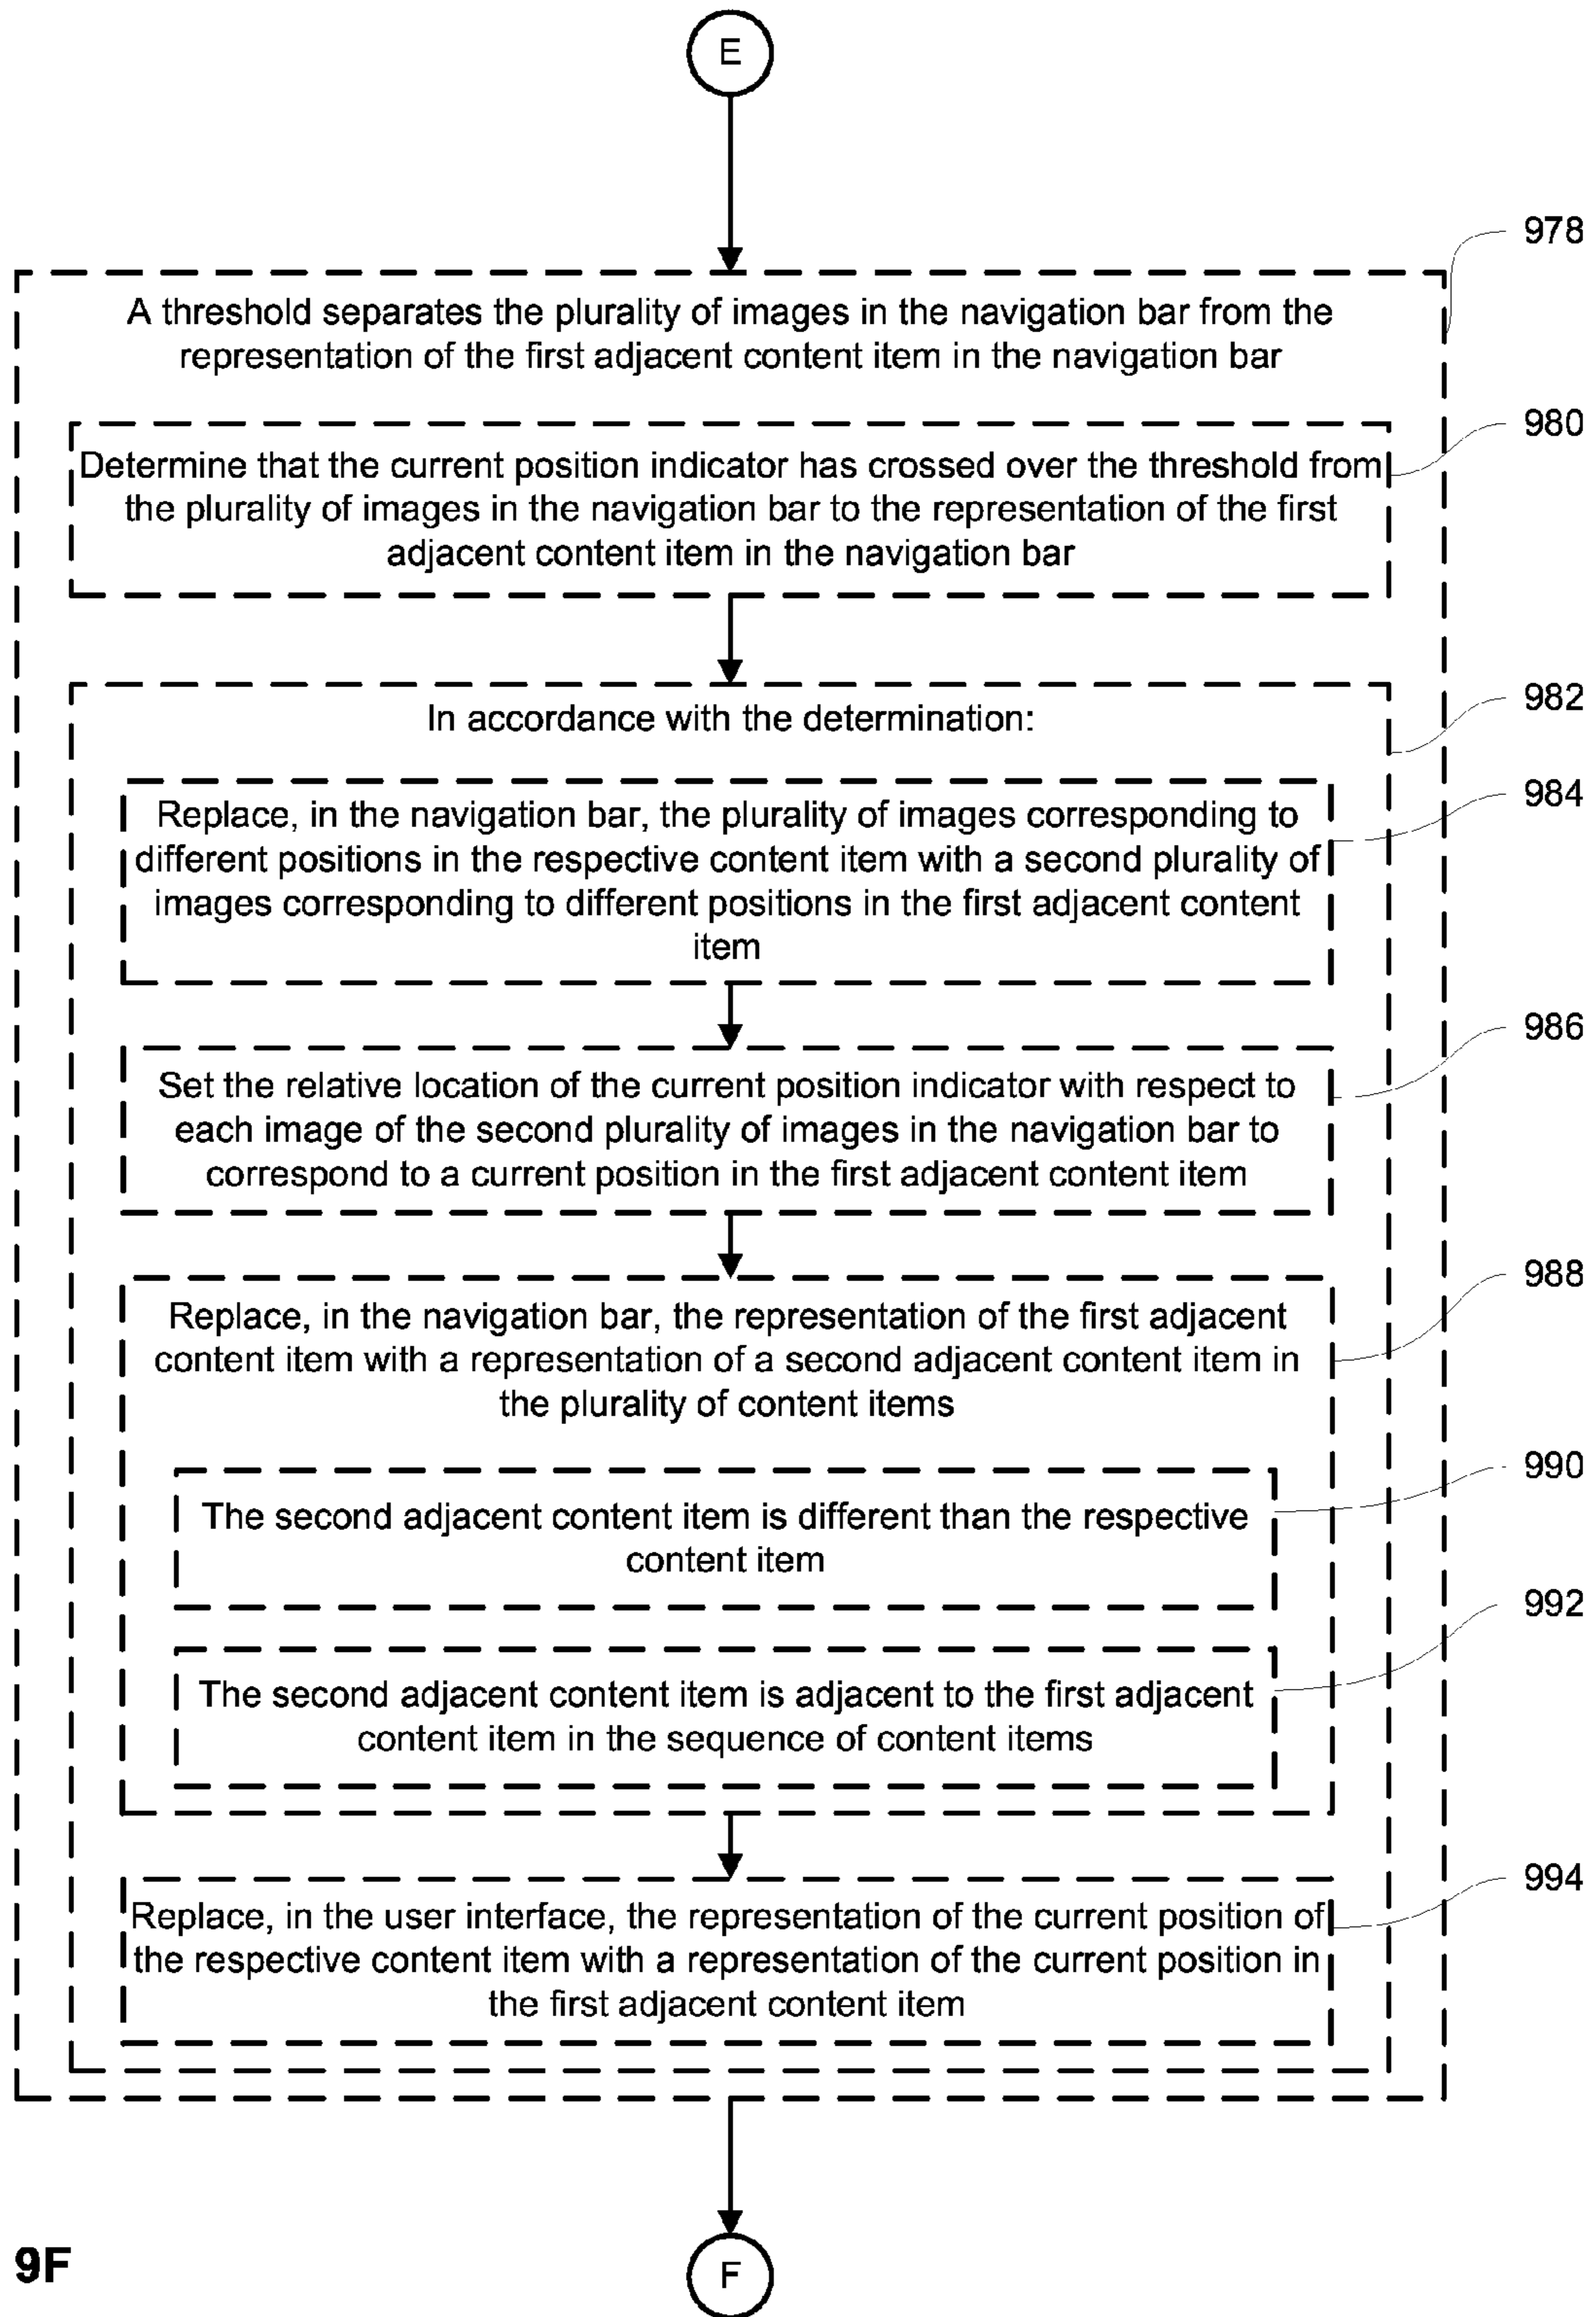 E
978
A threshold separates the plurality of images in the navigation bar from the
representation of the first adjacent content item in the navigation bar
980
Determine that the current position indicator has crossed over the threshold from
the plurality of images in the navigation bar to the representation of the first
adjacent content item in the navigation bar
982
In accordance with the determination:
984
Replace, in the navigation bar, the plurality of images corresponding to
different positions in the respective content item with a second plurality of
images corresponding to different positions in the first adjacent content
item
986
Set the relative location of the current position indicator with respect to
each image of the second plurality of images in the navigation bar to
correspond to a current position in the first adjacent content item
988
Replace, in the navigation bar, the representation of the first adjacent
content item with a representation of a second adjacent content item in
the plurality of content items
990
The second adjacent content item is different than the respective
content item
992
The second adjacent content item is adjacent to the first adjacent
content item in the sequence of content items
994
Replace, in the user interface, the representation of the current position of
the respective content item with a representation of the current position in
the first adjacent content item
9F
F